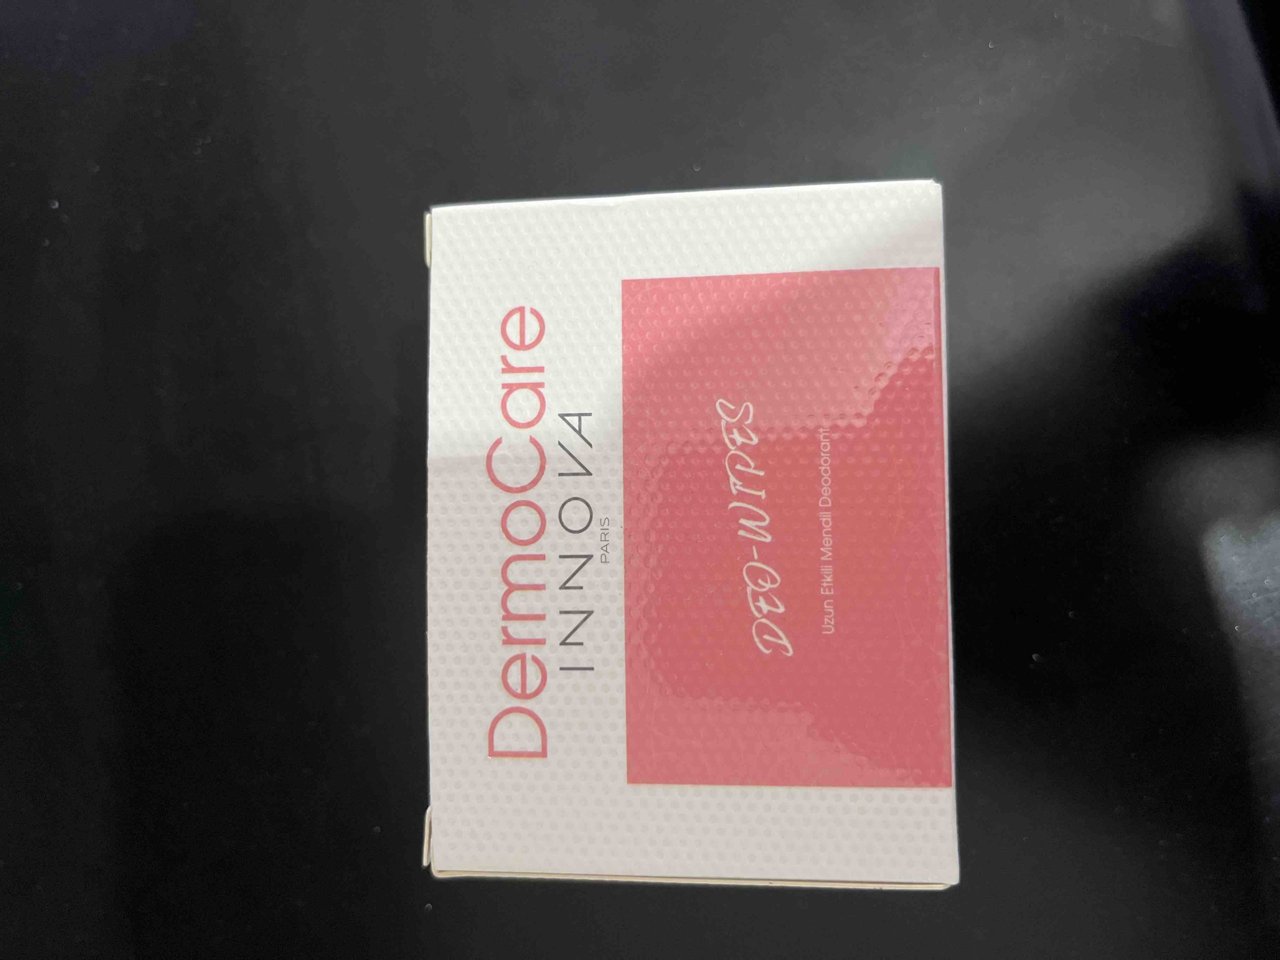 DermoCare
INNOVA
PARIS
DEO-WIPES
Uzun Etkili Mendil Deodorant